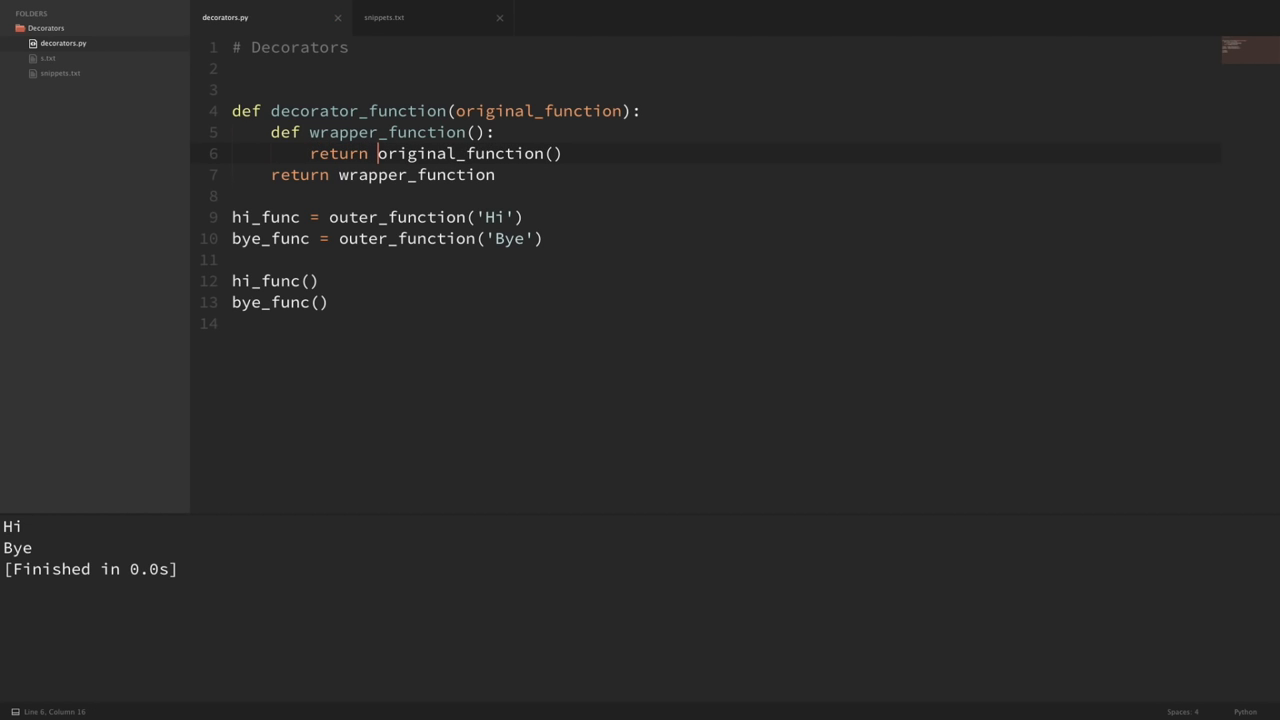 FOLDERS
Decorators
decorators.py
s.txt
snippets.txt
decorators.py
snippets.txt
1 # Decorators
2
3
4 def decorator_function(original_function):
5     def wrapper_function():
6         return original_function()
7     return wrapper_function
8
9 hi_func = outer_function('Hi')
10 bye_func = outer_function('Bye')
11
12 hi_func()
13 bye_func()
14
Hi
Bye
[Finished in 0.0s]
Line 6, Column 16
Spaces: 4
Python